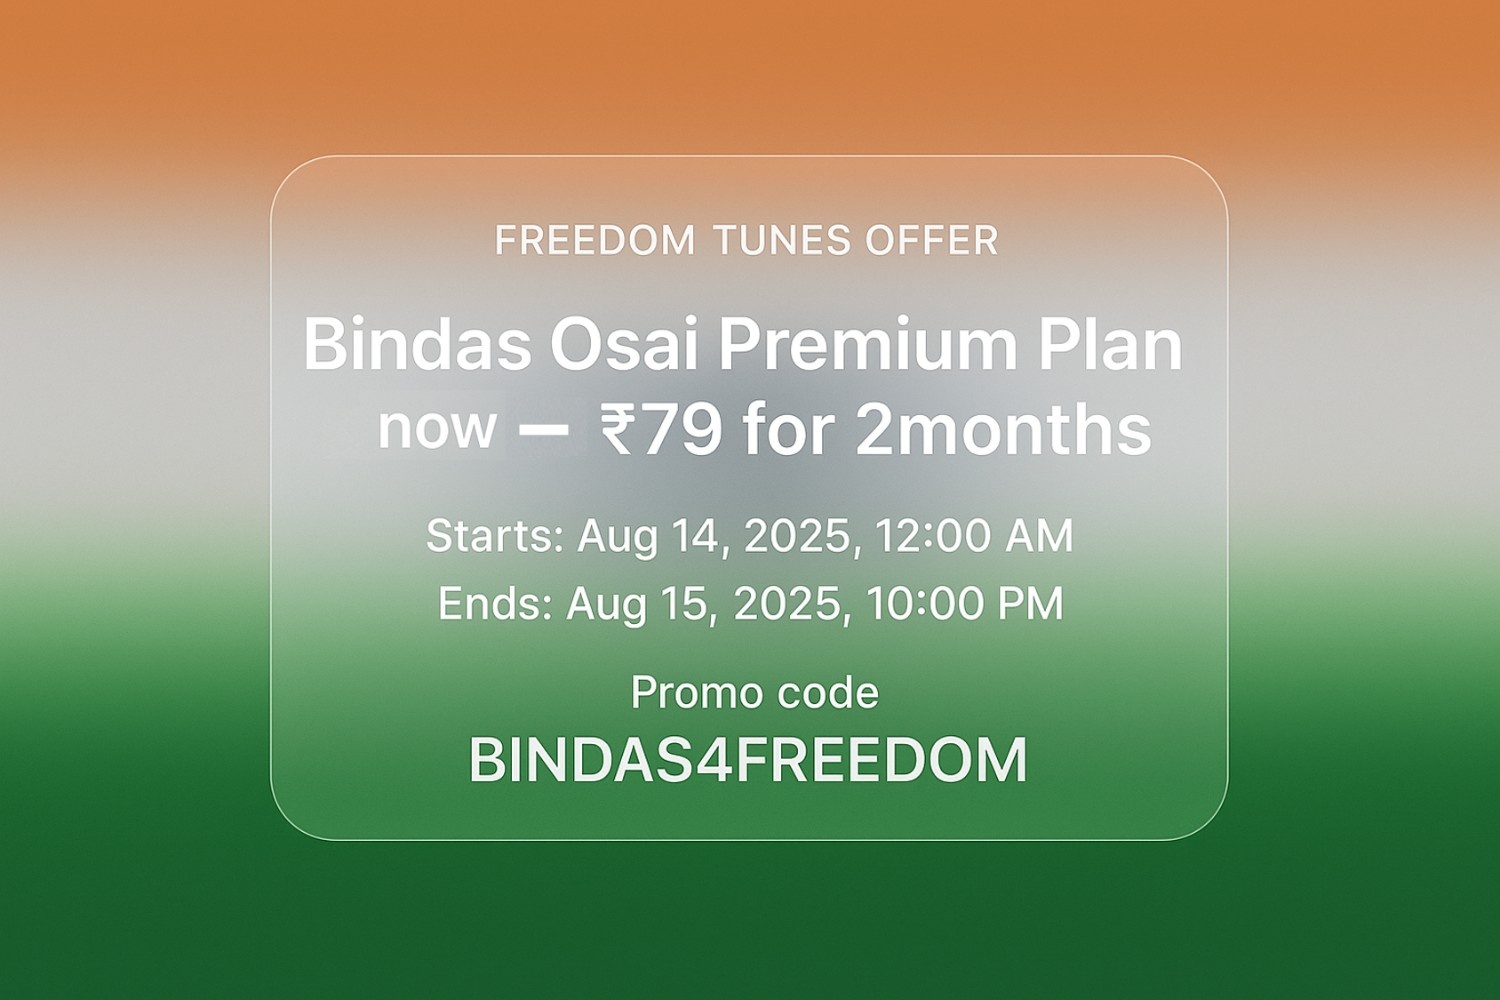 FREEDOM TUNES OFFER
Bindas Osai Premium Plan
now — ₹79 for 2months
Starts: Aug 14, 2025, 12:00 AM
Ends: Aug 15, 2025, 10:00 PM
Promo code
BINDAS4FREEDOM